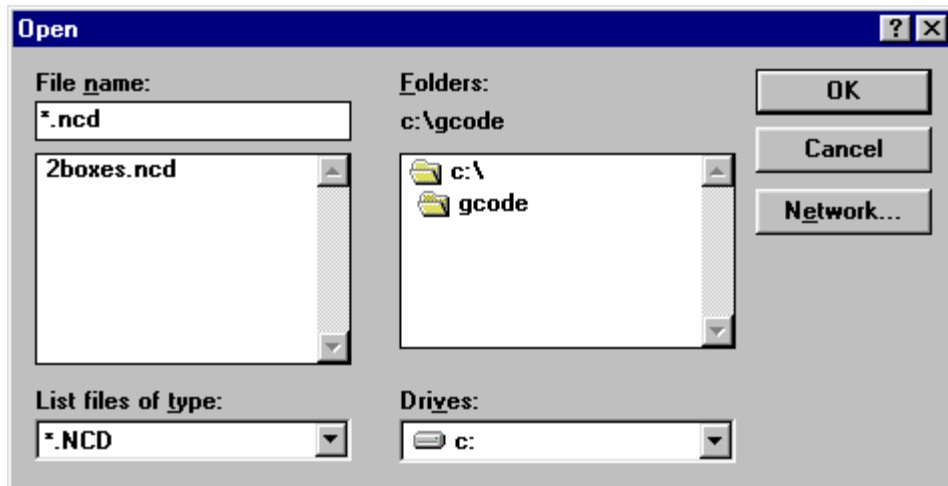 Open
File name:
*.ncd
2boxes.ncd
List files of type:
*.NCD
Folders:
c:\gcode
c:\
gcode
Drives:
c:
OK
Cancel
Network...